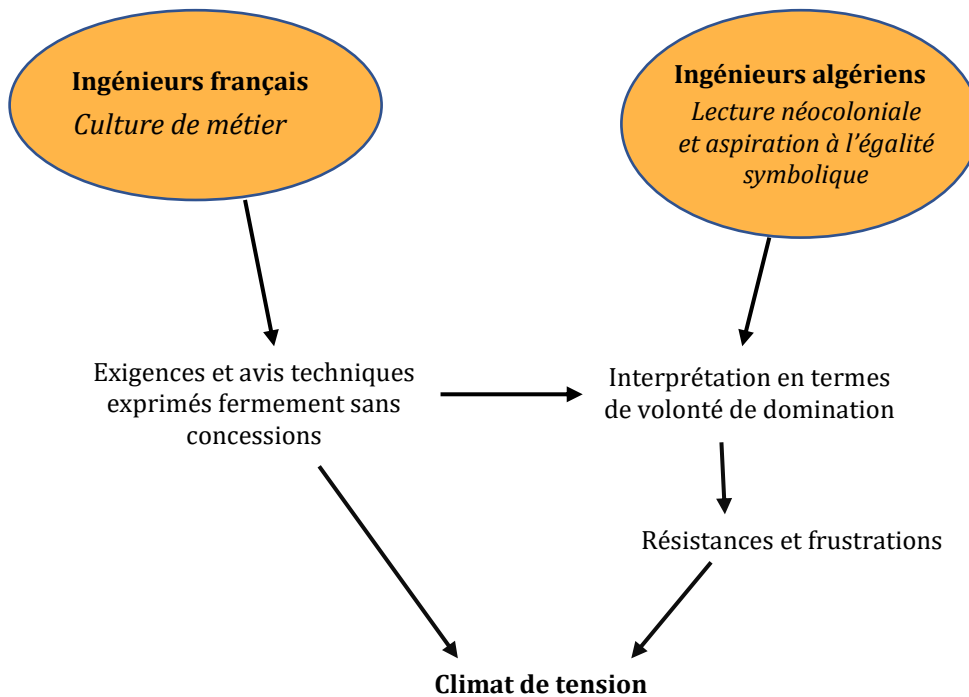 Ingénieurs français
Culture de métier
Ingénieurs algériens
Lecture néocoloniale
et aspiration à l’égalité
symbolique
Exigences et avis techniques
exprimés fermement sans
concessions
Interprétation en termes
de volonté de domination
Résistances et frustrations
Climat de tension